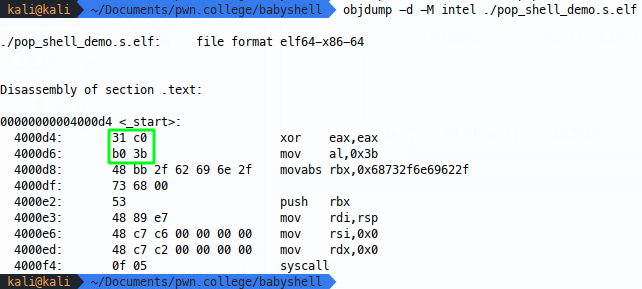 kali@kali ~/Documents/pwn.college/babyshell objdump -d -M intel ./pop_shell_demo.s.elf
./pop_shell_demo.s.elf:     file format elf64-x86-64
Disassembly of section .text:
00000000004000d4 <_start>:
4000d4: 31 c0 xor eax,eax
4000d6: b0 3b mov al,0x3b
4000d8: 48 bb 2f 62 69 6e 2f movabs rbx,0x68732f6e69622f
4000df: 73 68 00
4000e2: 53 push rbx
4000e3: 48 89 e7 mov rdi,rsp
4000e6: 48 c7 c6 00 00 00 00 mov rsi,0x0
4000ed: 48 c7 c2 00 00 00 00 mov rdx,0x0
4000f4: 0f 05 syscall
kali@kali ~/Documents/pwn.college/babyshell